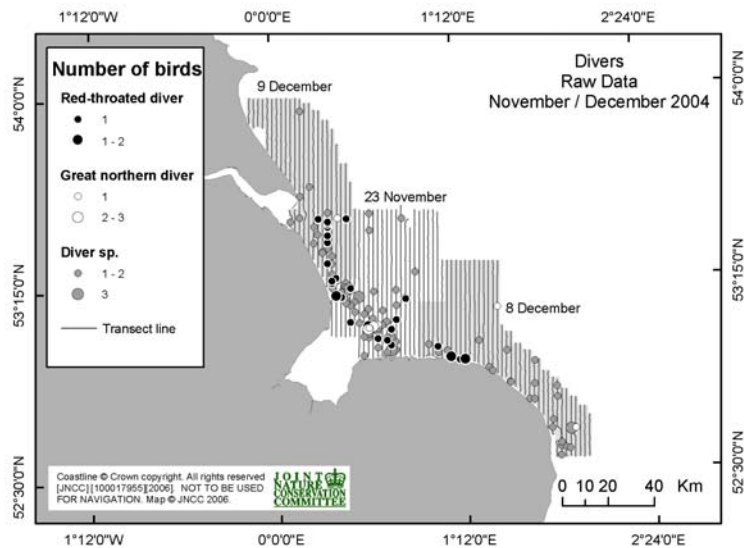 1°12'0"W 0°0'0"E 1°12'0"E 2°24'0"E
Divers
Raw Data
November / December 2004
Number of birds
Red-throated diver
1
1 - 2
Great northern diver
1
2 - 3
Diver sp.
1 - 2
3
Transect line
9 December
23 November
8 December
54°0'0"N
53°15'0"N
52°30'0"N
54°0'0"N
53°15'0"N
52°30'0"N
Coastline © Crown copyright. All rights reserved
[JNCC] [100017955][2006]. NOT TO BE USED
FOR NAVIGATION. Map © JNCC 2006.
JOINT
NATURE
CONSERVATION
COMMITTEE
0 10 20 40 Km
1°12'0"W 0°0'0"E 1°12'0"E 2°24'0"E